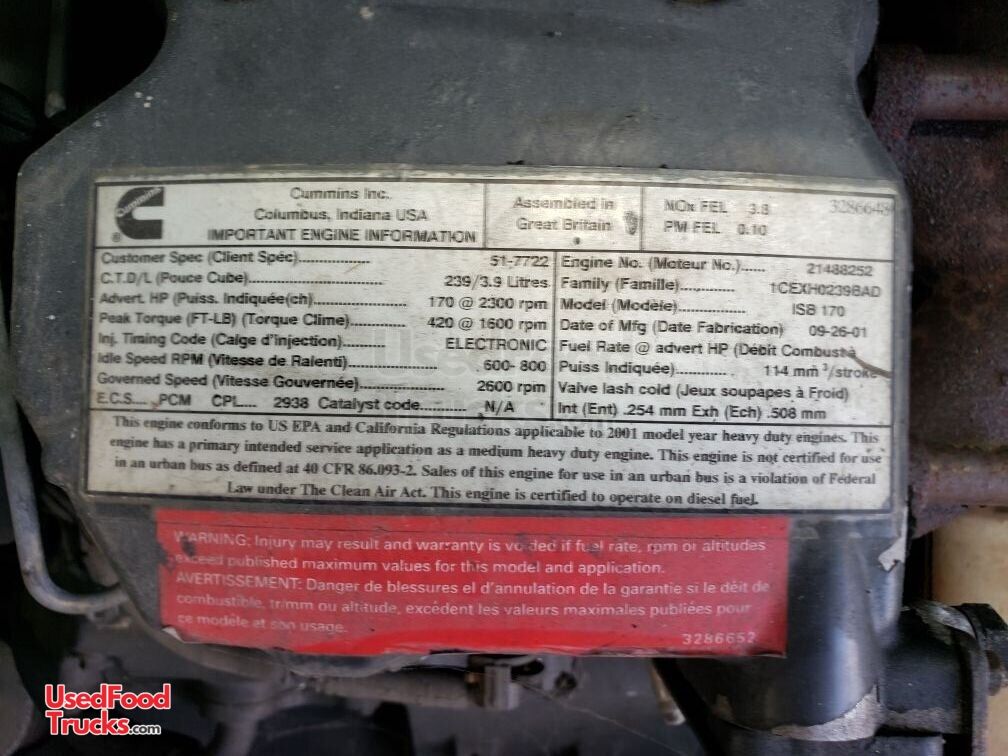 Cummins
Cummins Inc.
Columbus, Indiana USA
IMPORTANT ENGINE INFORMATION
Assembled in
Great Britain
NOx FEL 3.8
PM FEL 0.10
3286648
Customer Spec (Client Spéc)................. 51-7722
C.T.D/L (Pouce Cube)......................... 239/3.9 Litres
Advert. HP (Puiss. Indiquée(ch)..................... 170 @ 2300 rpm
Peak Torque (FT-LB) (Torque Clime)............ 420 @ 1600 rpm
Inj. Timing Code (Calge d'injection).......... ELECTRONIC
Idle Speed RPM (Vitesse de Ralenti)..................... 600- 800
Governed Speed (Vitesse Gouvernée)................... 2600 rpm
E.C.S.... PCM CPL.... 2938 Catalyst code........... N/A
Engine No. (Moteur No.)...... 21488252
Family (Famille)............. 1CEXH0239BAD
Model (Modèle)................. ISB 170
Date of Mfg (Date Fabrication) 09-26-01
Fuel Rate @ advert HP (Débit Combusté
Puiss Indiquée)............... 114 mm³/stroke
Valve lash cold (Jeux soupapes à Froid)
Int (Ent) .254 mm Exh (Ech) .508 mm
This engine conforms to US EPA and California Regulations applicable to 2001 model year heavy duty engines. This
engine has a primary intended service application as a medium heavy duty engine. This engine is not certified for use
in an urban bus as defined at 40 CFR 86.093-2. Sales of this engine for use in an urban bus is a violation of Federal
Law under The Clean Air Act. This engine is certified to operate on diesel fuel.
WARNING: Injury may result and warranty is voided if fuel rate, rpm or altitudes
exceed published maximum values for this model and application.
AVERTISSEMENT: Danger de blessures el d'annulation de la garantie si le déit de
combustible, tr/mm ou altitude, excèdent les valeurs maximales publiées pour
ce modèle et son usage.
3286652
UsedFood
Trucks.com